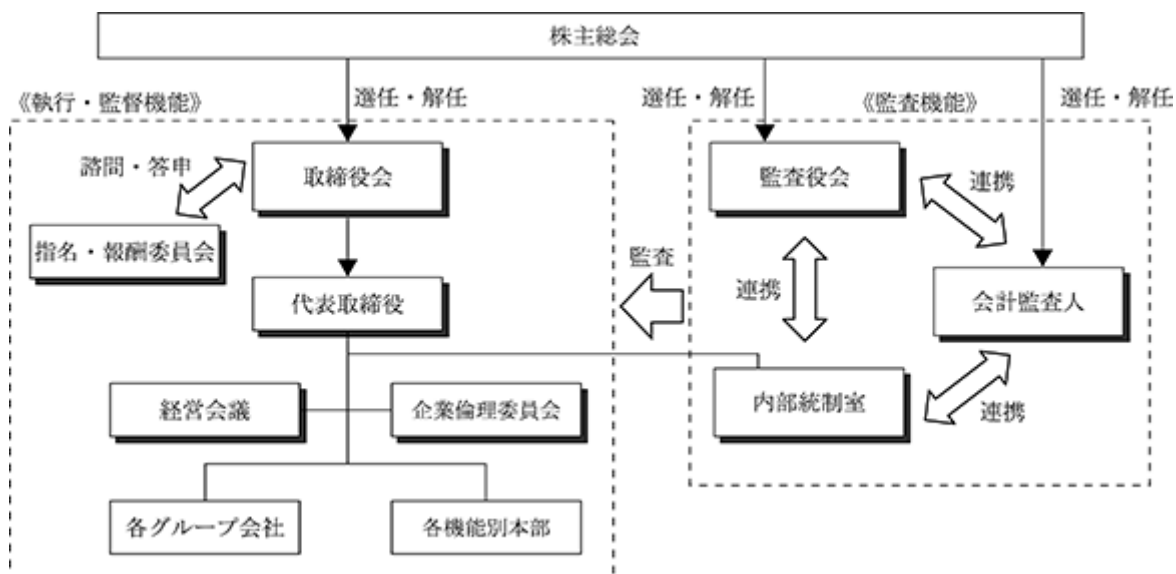 株主総会
《執行・監督機能》
選任・解任
選任・解任
《監査機能》
選任・解任
諮問・答申
取締役会
監査役会
連携
指名・報酬委員会
監査
連携
代表取締役
会計監査人
経営会議
企業倫理委員会
内部統制室
連携
各グループ会社
各機能別本部